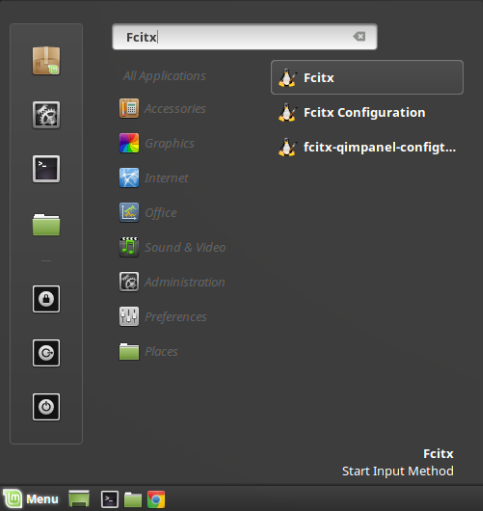 Fcitx
All Applications
Accessories
Graphics
Internet
Office
Sound & Video
Administration
Preferences
Places
Fcitx
Fcitx Configuration
fcitx-qimpanel-configt...
Fcitx
Start Input Method
Menu